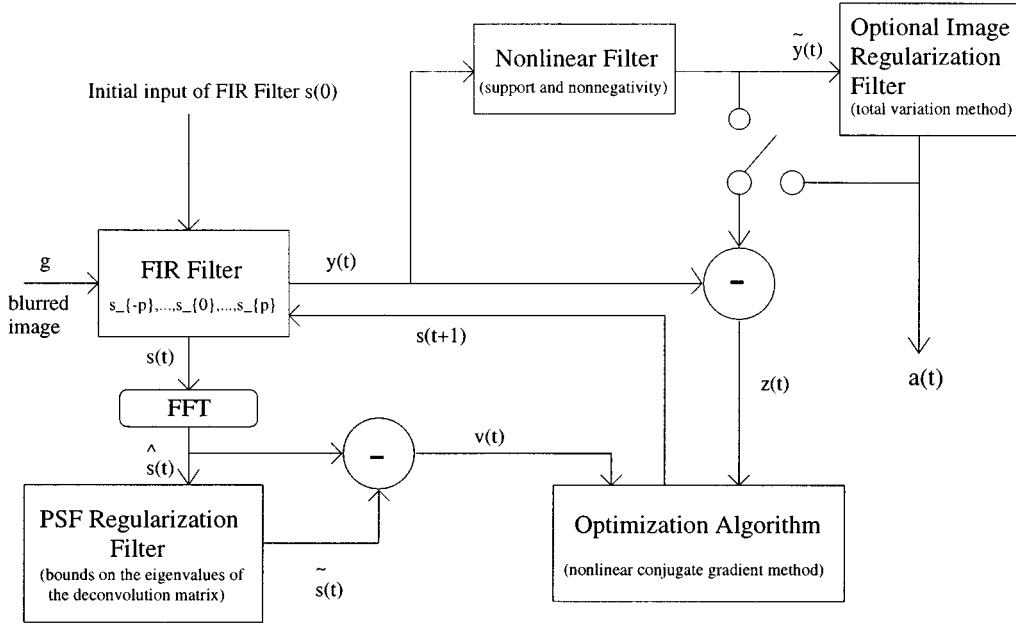 Initial input of FIR Filter s(0)
Nonlinear Filter
(support and nonnegativity)
~
y(t)
Optional Image
Regularization
Filter
(total variation method)
g
blurred
image
FIR Filter
s_{-p},...,s_{0},...,s_{p}
y(t)
-
s(t+1)
s(t)
z(t)
a(t)
FFT
^
s(t)
-
v(t)
PSF Regularization
Filter
(bounds on the eigenvalues of
the deconvolution matrix)
~
s(t)
Optimization Algorithm
(nonlinear conjugate gradient method)